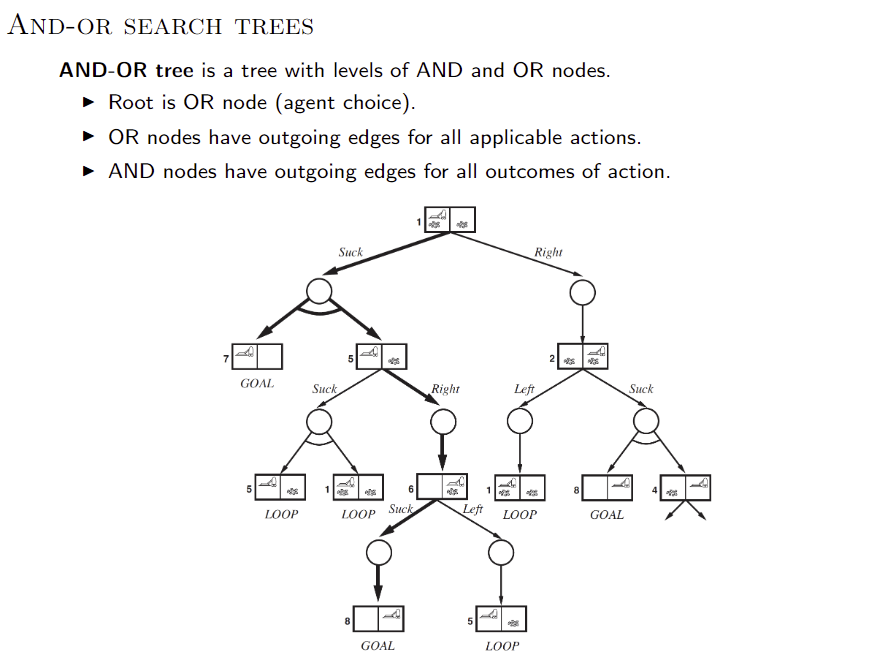 AND-OR SEARCH TREES
AND-OR tree is a tree with levels of AND and OR nodes.
▶ Root is OR node (agent choice).
▶ OR nodes have outgoing edges for all applicable actions.
▶ AND nodes have outgoing edges for all outcomes of action.
1
Suck Right
7 5 2
GOAL
Suck Right Left Suck
5 1 6 1 8 4
LOOP LOOP Suck Left LOOP GOAL
8 5
GOAL LOOP